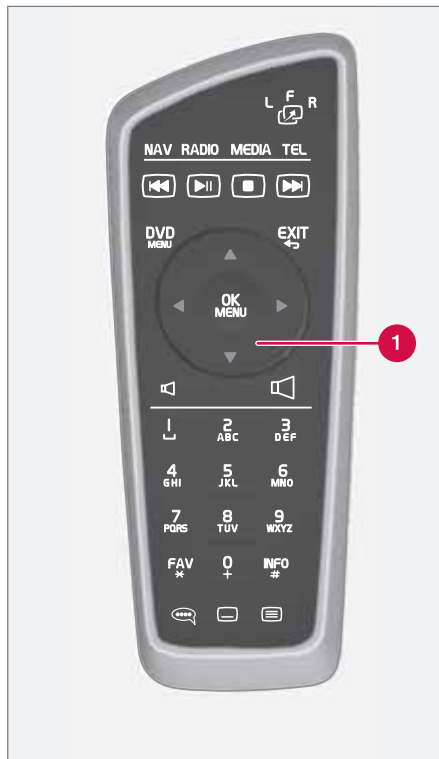 L F R
NAV RADIO MEDIA TEL
DVD EXIT
MENU
OK
MENU
1
1 2 3
ABC DEF
4 5 6
GHI JKL MNO
7 8 9
PQRS TUV WXYZ
FAV 0 INFO
* + #